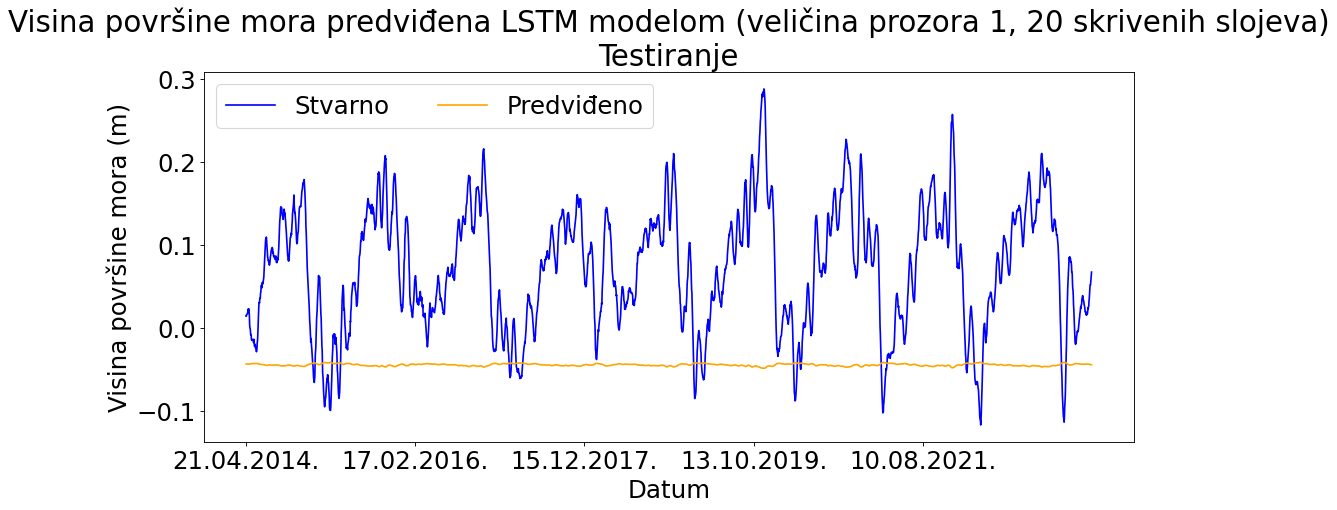 Visina površine mora predviđena LSTM modelom (veličina prozora 1, 20 skrivenih slojeva)
Testiranje
Stvarno Predviđeno
Visina površine mora (m)
0.3
0.2
0.1
0.0
−0.1
21.04.2014. 17.02.2016. 15.12.2017. 13.10.2019. 10.08.2021.
Datum